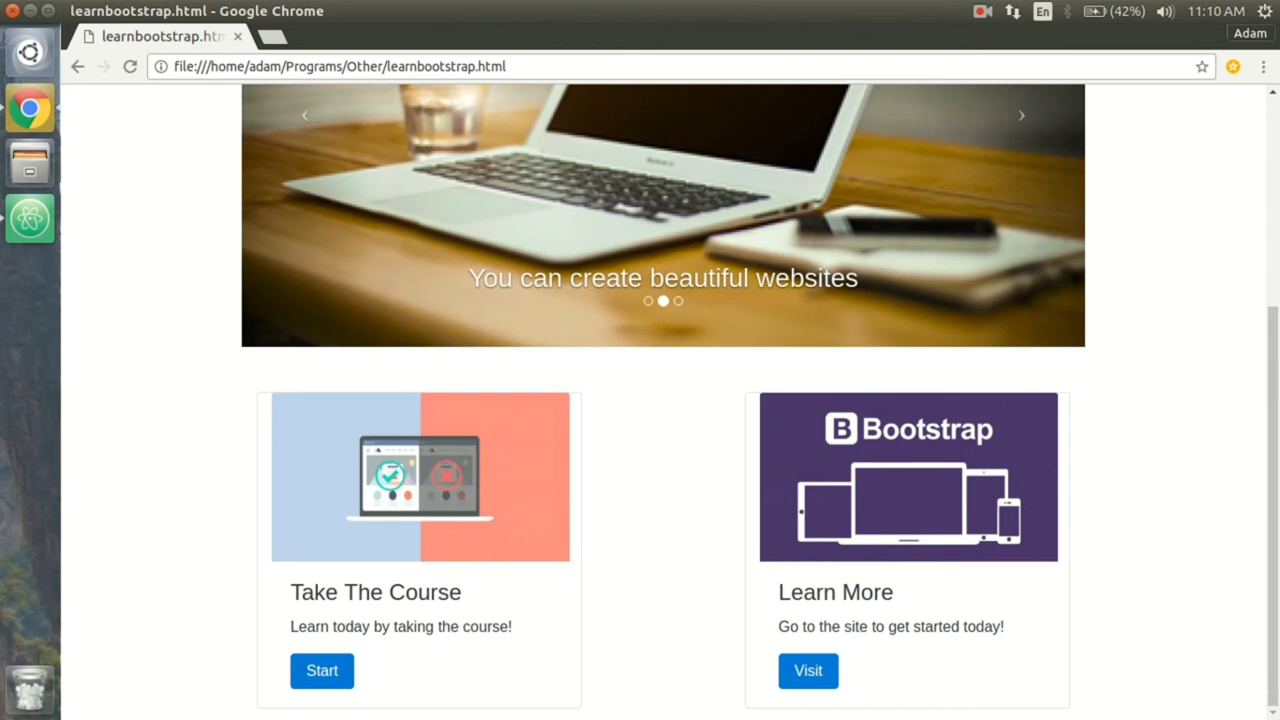 learnbootstrap.html - Google Chrome
En
(42%)
11:10 AM
learnbootstrap.htm
Adam
file:///home/adam/Programs/Other/learnbootstrap.html
You can create beautiful websites
B Bootstrap
Take The Course
Learn More
Learn today by taking the course!
Go to the site to get started today!
Start
Visit